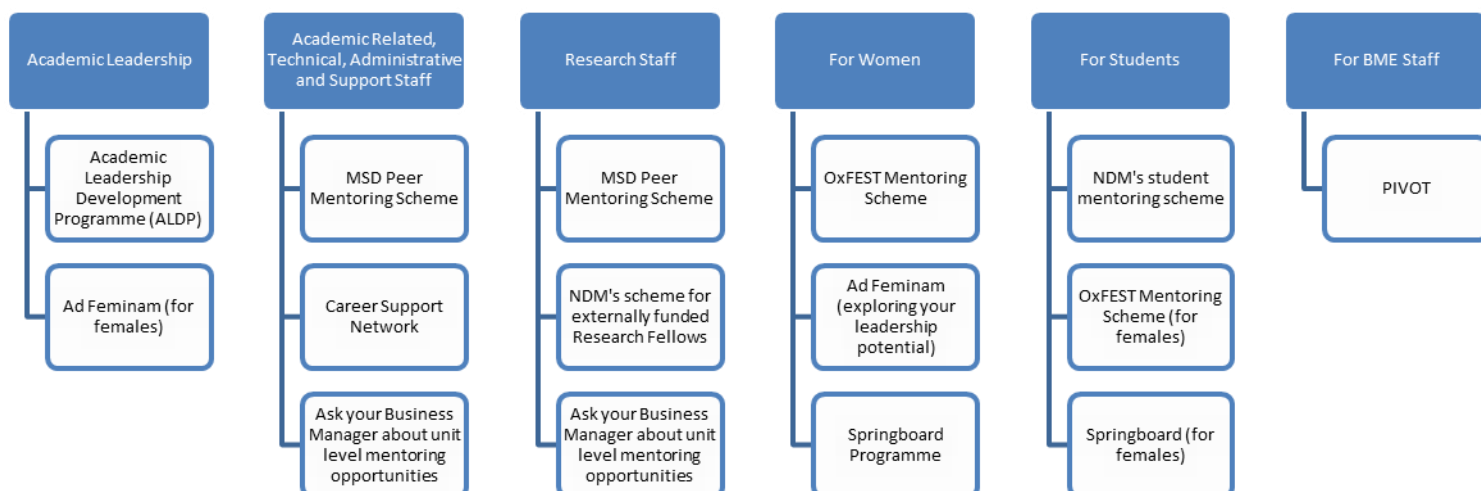 Academic Leadership
Academic
Leadership
Development
Programme (ALDP)
Ad Feminam (for
females)
Academic Related,
Technical, Administrative
and Support Staff
MSD Peer
Mentoring Scheme
Career Support
Network
Ask your Business
Manager about unit
level mentoring
opportunities
Research Staff
MSD Peer
Mentoring Scheme
NDM's scheme for
externally funded
Research Fellows
Ask your Business
Manager about unit
level mentoring
opportunities
For Women
OxFEST Mentoring
Scheme
Ad Feminam
(exploring your
leadership
potential)
Springboard
Programme
For Students
NDM's student
mentoring scheme
OxFEST Mentoring
Scheme (for
females)
Springboard (for
females)
For BME Staff
PIVOT